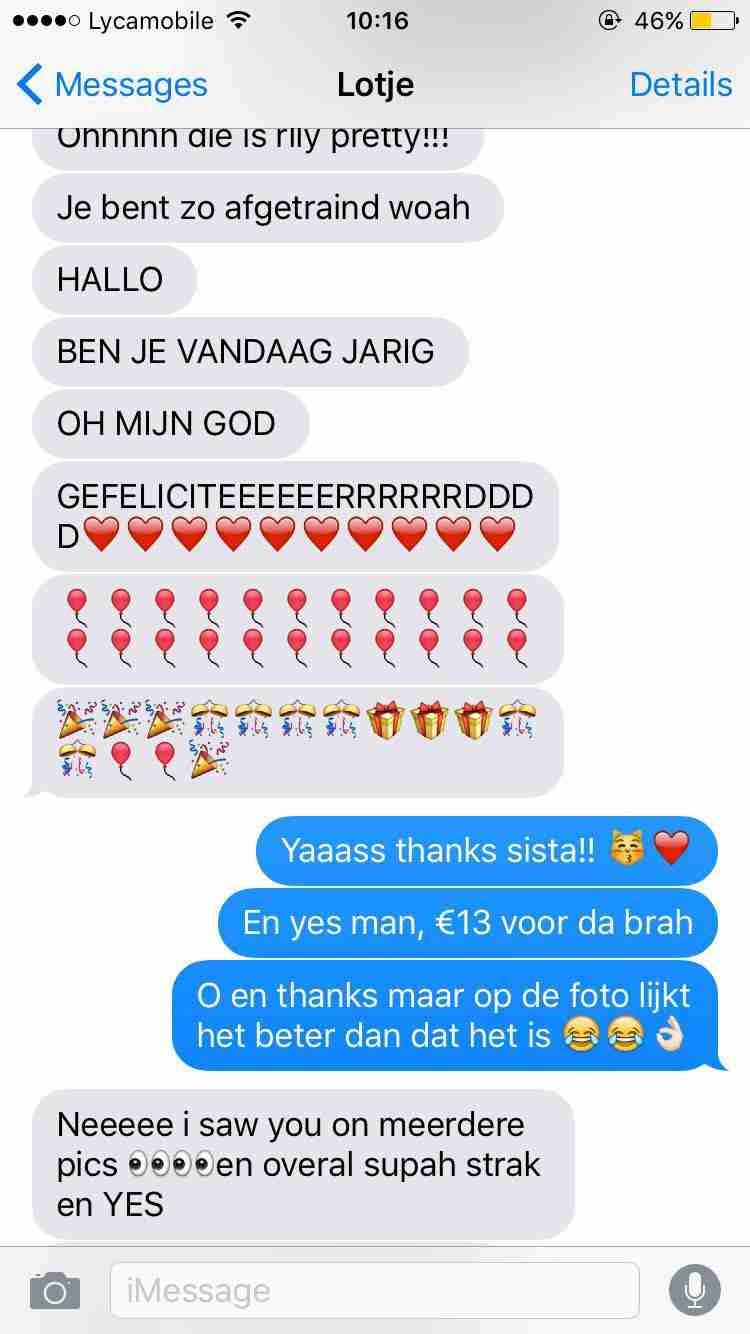 Lycamobile 10:16 46%
Messages Lotje Details
Ohhhhh die is rlly pretty!!!
Je bent zo afgetraind woah
HALLO
BEN JE VANDAAG JARIG
OH MIJN GOD
GEFELICITEEEEEERRRRRRDDD
D❤️❤️❤️❤️❤️❤️❤️❤️❤️❤️
🎈🎈🎈🎈🎈🎈🎈🎈🎈🎈🎈
🎈🎈🎈🎈🎈🎈🎈🎈🎈🎈🎈
🎉🎉🎉🎊🎊🎊🎊🎁🎁🎁🎊
🎊🎈🎈🎉
Yaaass thanks sista!! 😽❤️
En yes man, €13 voor da brah
O en thanks maar op de foto lijkt
het beter dan dat het is 😂😂👌🏻
Neeeee i saw you on meerdere
pics 👀👀en overal supah strak
en YES
iMessage